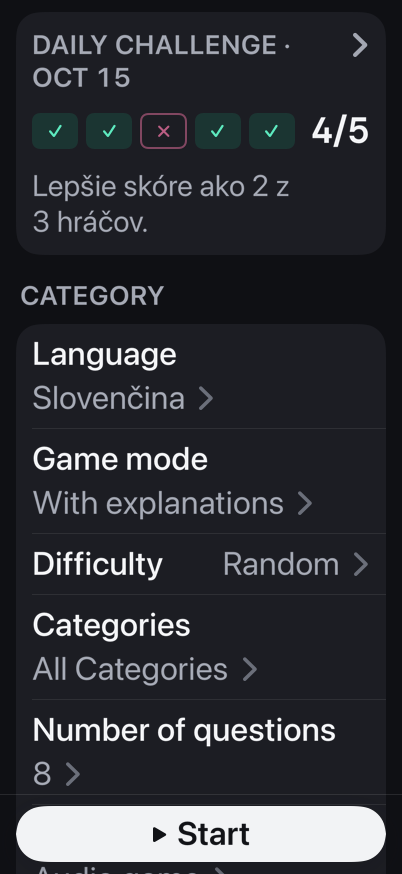 DAILY CHALLENGE ·
OCT 15
4/5
Lepšie skóre ako 2 z
3 hráčov.
CATEGORY
Language
Slovenčina
Game mode
With explanations
Difficulty Random
Categories
All Categories
Number of questions
8
Start